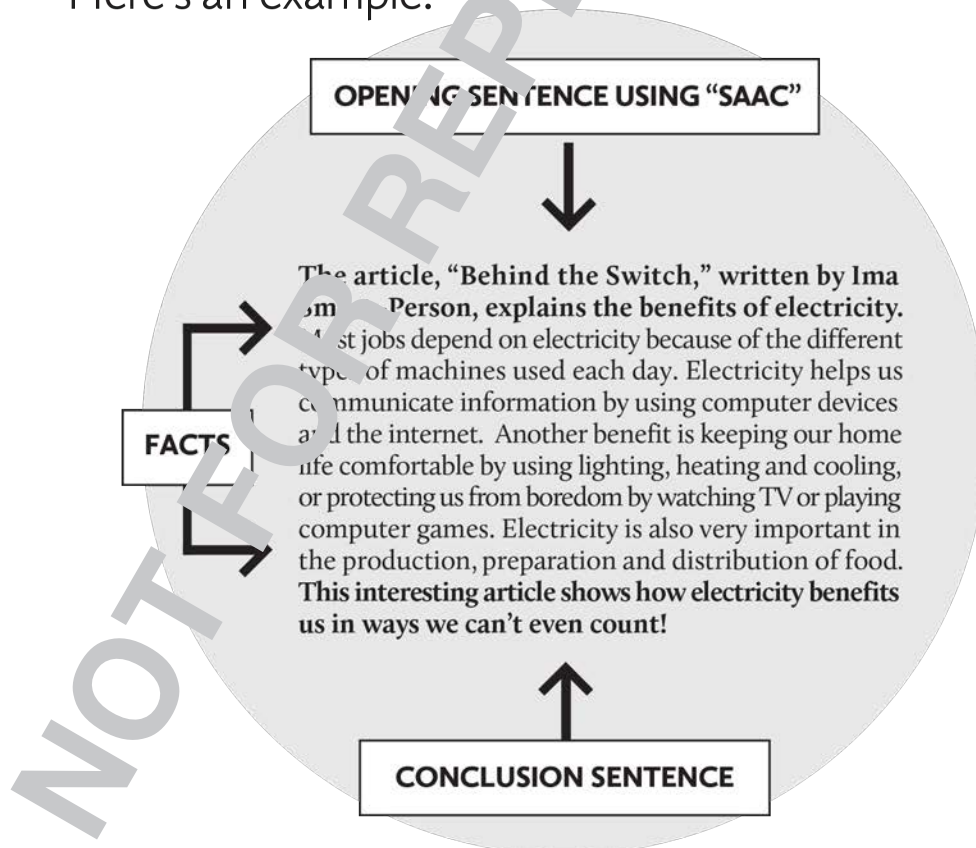 Here's an example:
OPENING SENTENCE USING "SAAC"
The article, "Behind the Switch," written by Ima
Person, explains the benefits of electricity.
Most jobs depend on electricity because of the different
types of machines used each day. Electricity helps us
communicate information by using computer devices
and the internet. Another benefit is keeping our home
life comfortable by using lighting, heating and cooling,
or protecting us from boredom by watching TV or playing
computer games. Electricity is also very important in
the production, preparation and distribution of food.
This interesting article shows how electricity benefits
us in ways we can't even count!
FACTS
CONCLUSION SENTENCE
NOT FOR REP